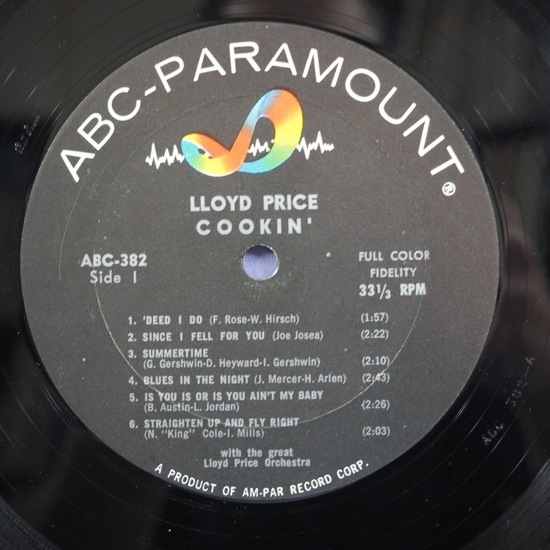 ABC-PARAMOUNT®
LLOYD PRICE
COOKIN'
ABC-382
Side 1
FULL COLOR
FIDELITY
33⅓ RPM
1. 'DEED I DO (F. Rose-W. Hirsch) (1:57)
2. SINCE I FELL FOR YOU (Joe Josea) (2:22)
3. SUMMERTIME
(G. Gershwin-D. Heyward-I. Gershwin) (2:10)
4. BLUES IN THE NIGHT (J. Mercer-H. Arlen) (2:43)
5. IS YOU IS OR IS YOU AIN'T MY BABY
(B. Austin-L. Jordan) (2:26)
6. STRAIGHTEN UP AND FLY RIGHT
(N. "King" Cole-I. Mills) (2:03)
with the great
Lloyd Price Orchestra
A PRODUCT OF AM-PAR RECORD CORP.